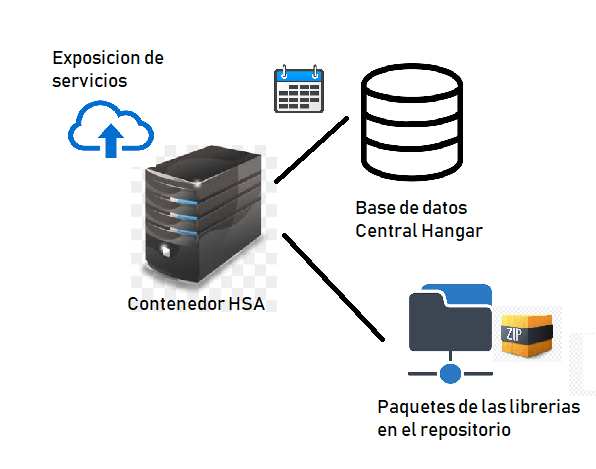 Exposicion de
servicios
Base de datos
Central Hangar
Contenedor HSA
ZIP
Paquetes de las librerias
en el repositorio